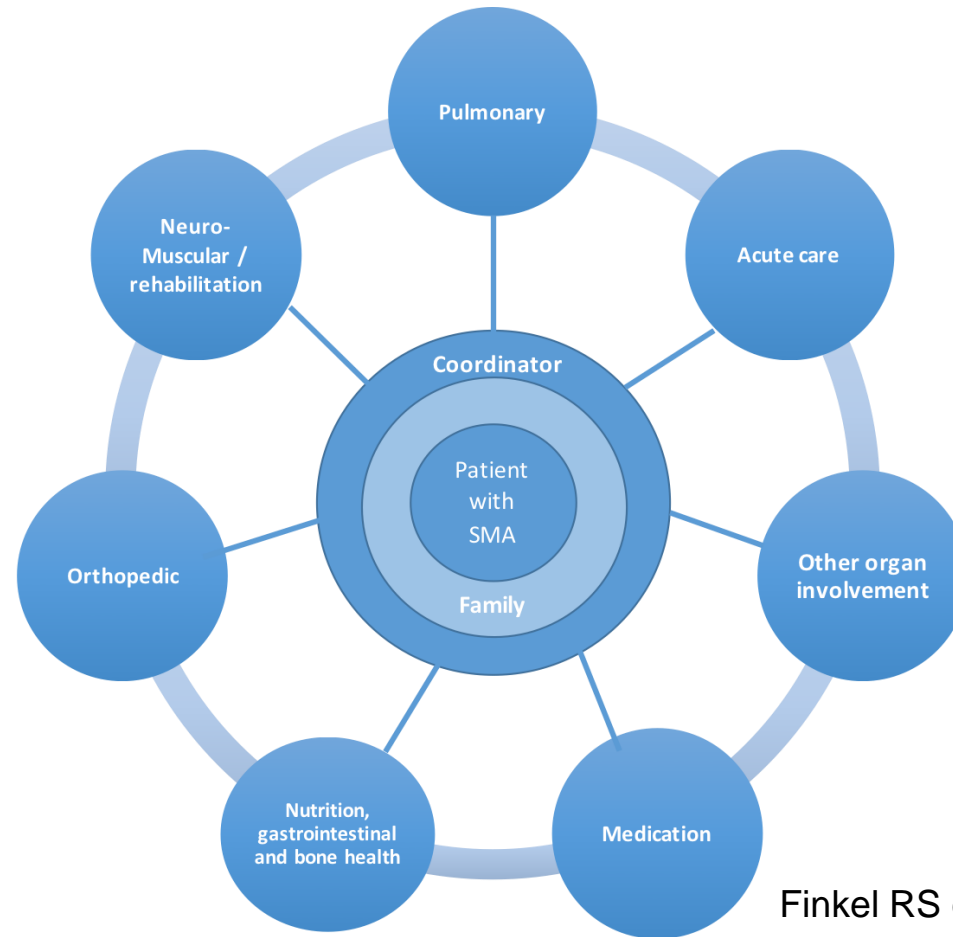 Pulmonary
Neuro-
Muscular /
rehabilitation
Acute care
Coordinator
Patient
with
SMA
Family
Orthopedic
Other organ
involvement
Nutrition,
gastrointestinal
and bone health
Medication
Finkel RS